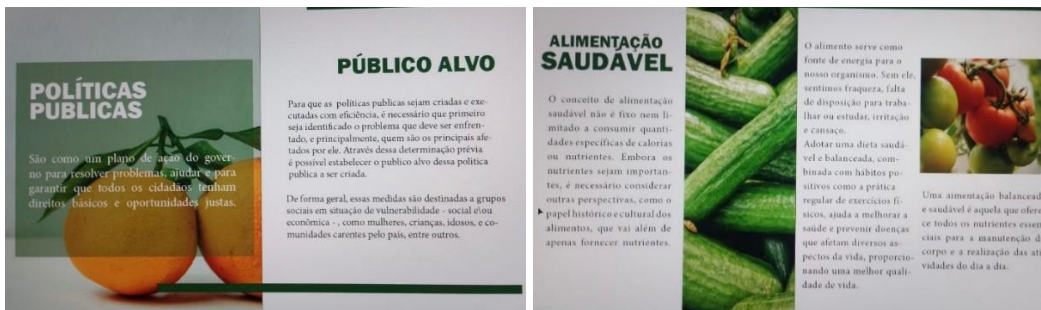 POLÍTICAS
PUBLICAS
São como um plano de ação do gover-
no para resolver problemas, ajudar e para
garantir que todos os cidadãos tenham
direitos básicos e oportunidades justas.
PÚBLICO ALVO
Para que as políticas publicas sejam criadas e exe-
cutadas com eficiência, é necessário que primeiro
seja identificado o problema que deve ser enfren-
tado, e principalmente, quem são os principais afe-
tados por ele. Através dessa determinação prévia
é possível estabelecer o publico alvo dessa politica
publica a ser criada.
De forma geral, essas medidas são destinadas a grupos
sociais em situação de vulnerabilidade - social e\ou
econômica - , como mulheres, crianças, idosos, e co-
munidades carentes pelo país, entre outros.
ALIMENTAÇÃO
SAUDÁVEL
O conceito de alimentação
saudável não é fixo nem li-
mitado a consumir quanti-
dades específicas de calorias
ou nutrientes. Embora os
nutrientes sejam importan-
tes, é necessário considerar
outras perspectivas, como o
papel histórico e cultural dos
alimentos, que vai além de
apenas fornecer nutrientes.
O alimento serve como
fonte de energia para o
nosso organismo. Sem ele,
sentimos fraqueza, falta
de disposição para traba-
lhar ou estudar, irritação
e cansaço.
Adotar uma dieta saudá-
vel e balanceada, com-
binada com hábitos po-
sitivos como a prática
regular de exercícios fí-
sicos, ajuda a melhorar a
saúde e prevenir doenças
que afetam diversos as-
pectos da vida, proporcio-
nando uma melhor quali-
dade de vida.
Uma aimentação balancead
e saudável é aquela que ofere
ce todos os nutrientes essen
ciais para a manutenção d
corpo e a realização das ati
vidades do dia a dia.